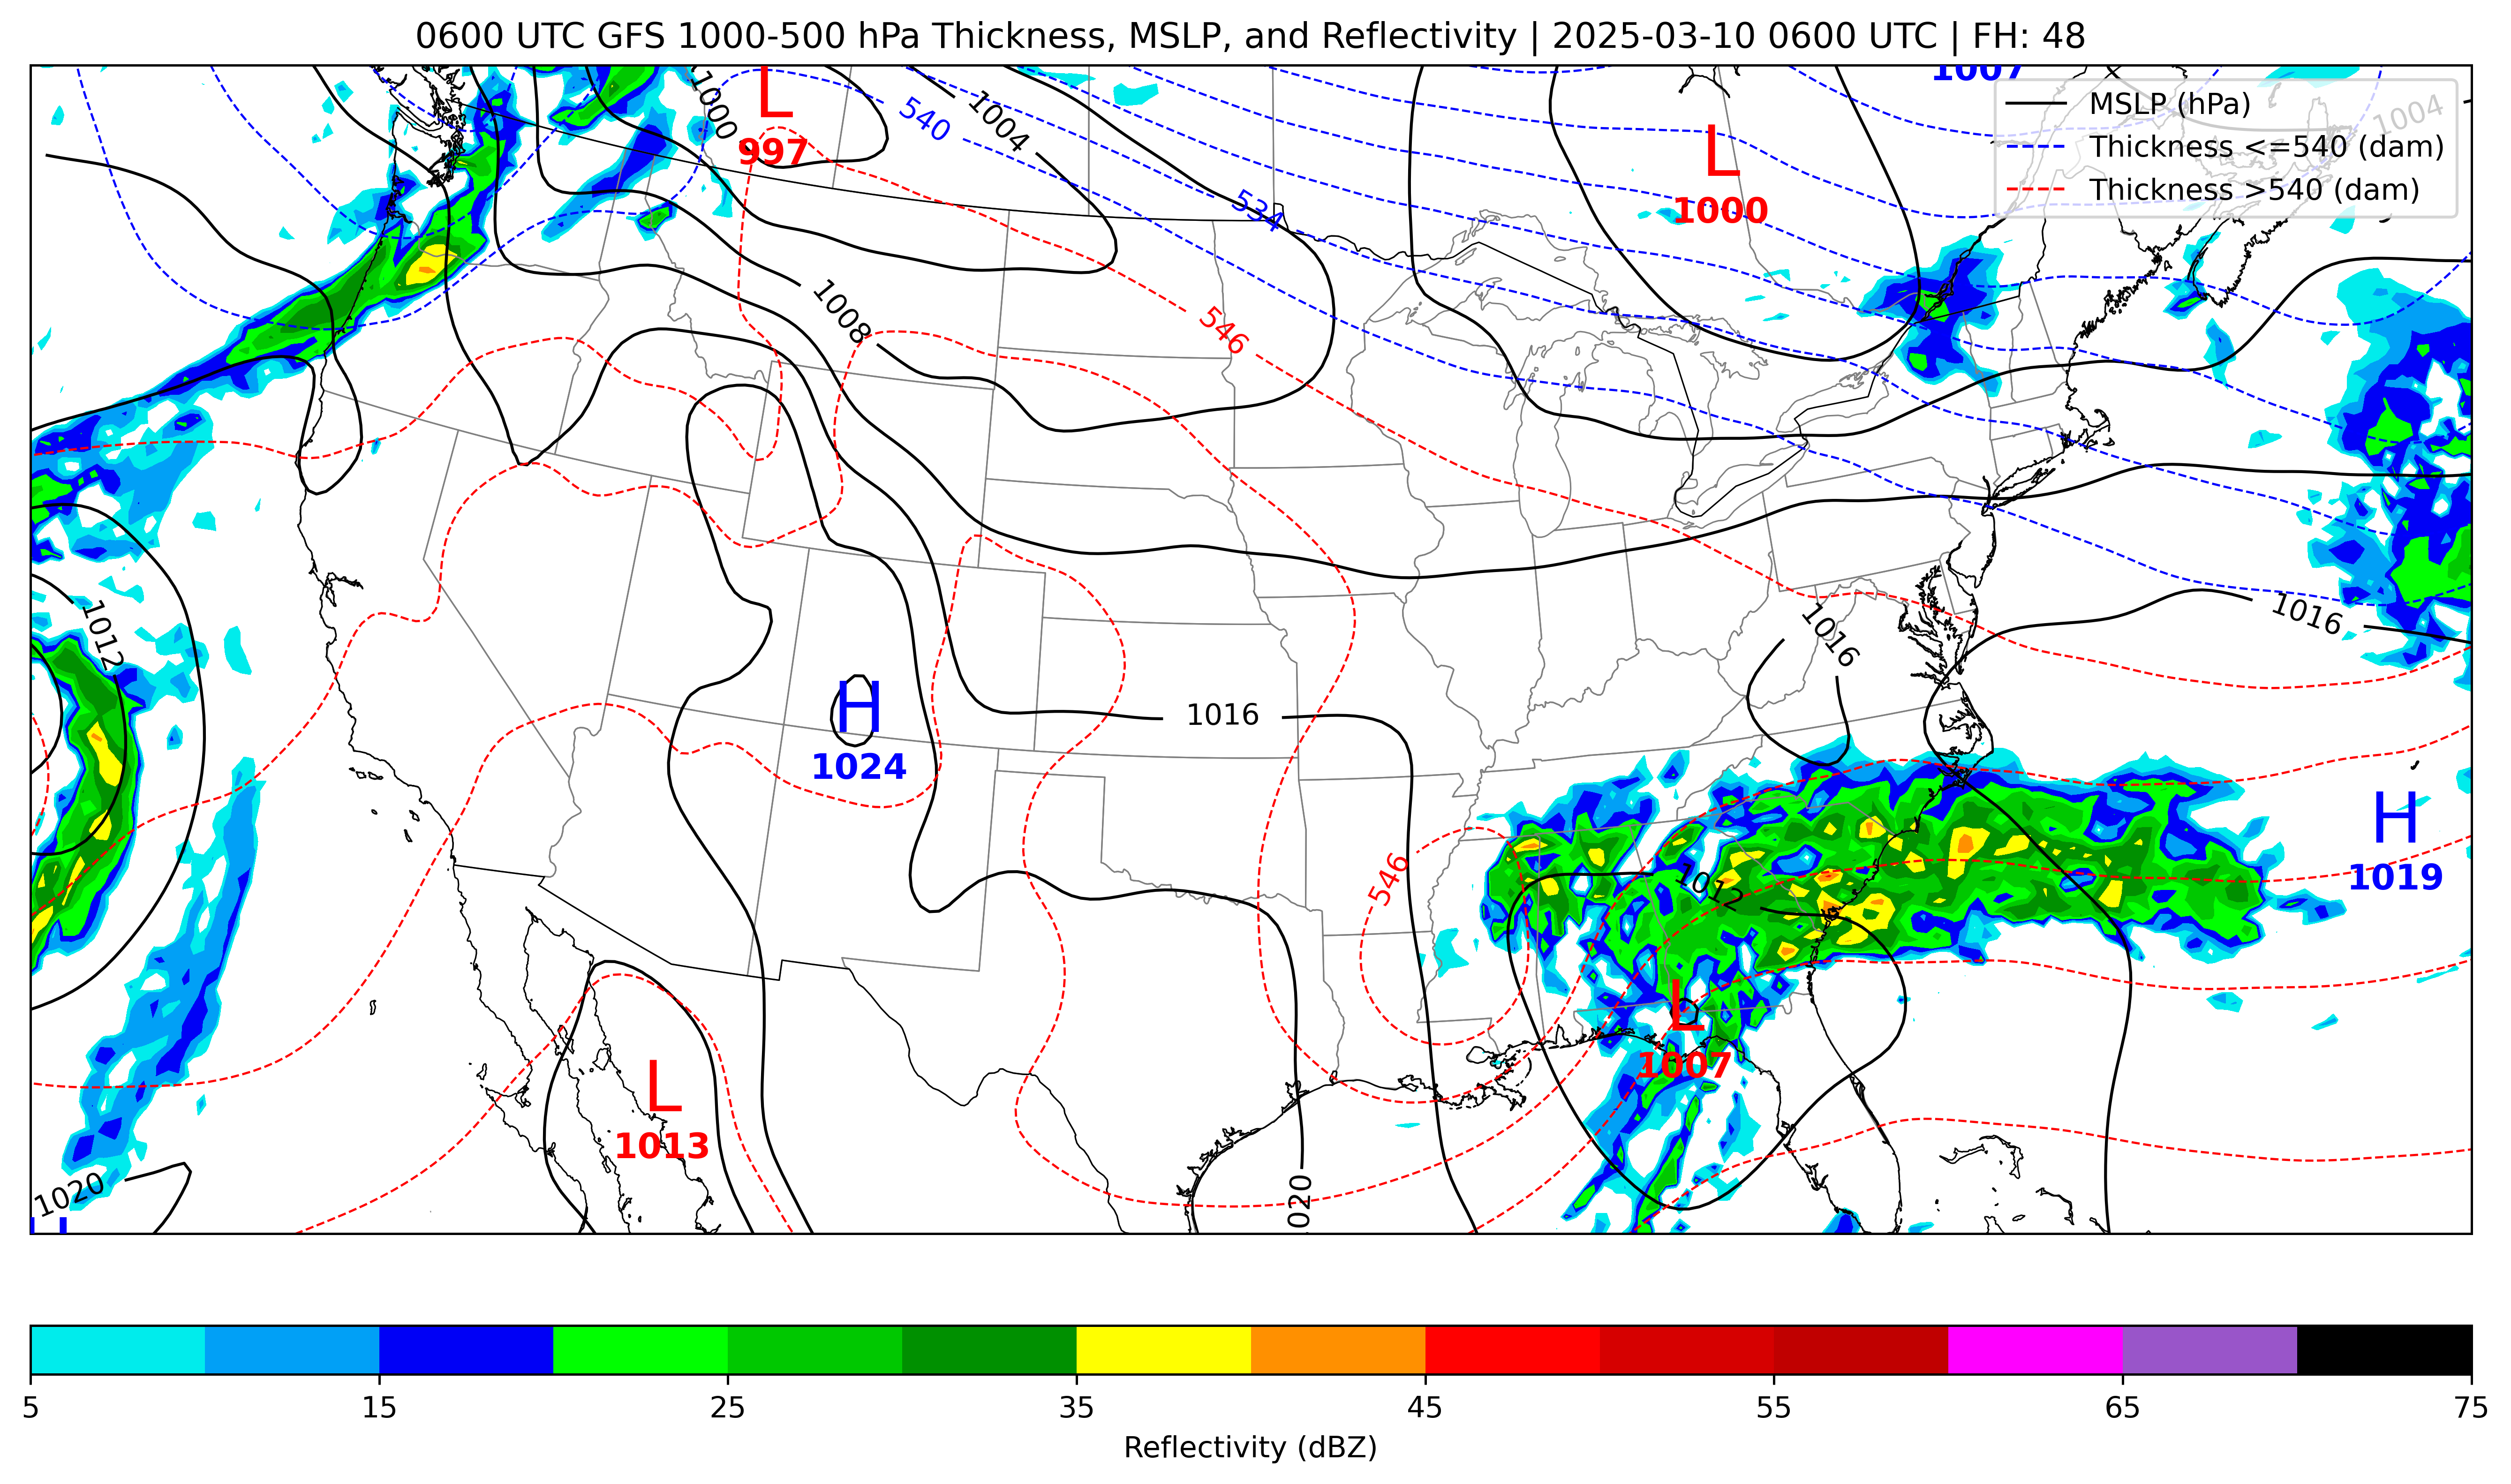 0600 UTC GFS 1000-500 hPa Thickness, MSLP, and Reflectivity | 2025-03-10 0600 UTC | FH: 48
1007
MSLP (hPa)
Thickness <=540 (dam)
Thickness >540 (dam)
1004
L
997
1000
540
1004
L
1000
534
1008
546
1012
1016
1016
H
1024
1016
H
1019
546
1012
L
1007
L
1013
1020
H
020
5 15 25 35 45 55 65 75
Reflectivity (dBZ)